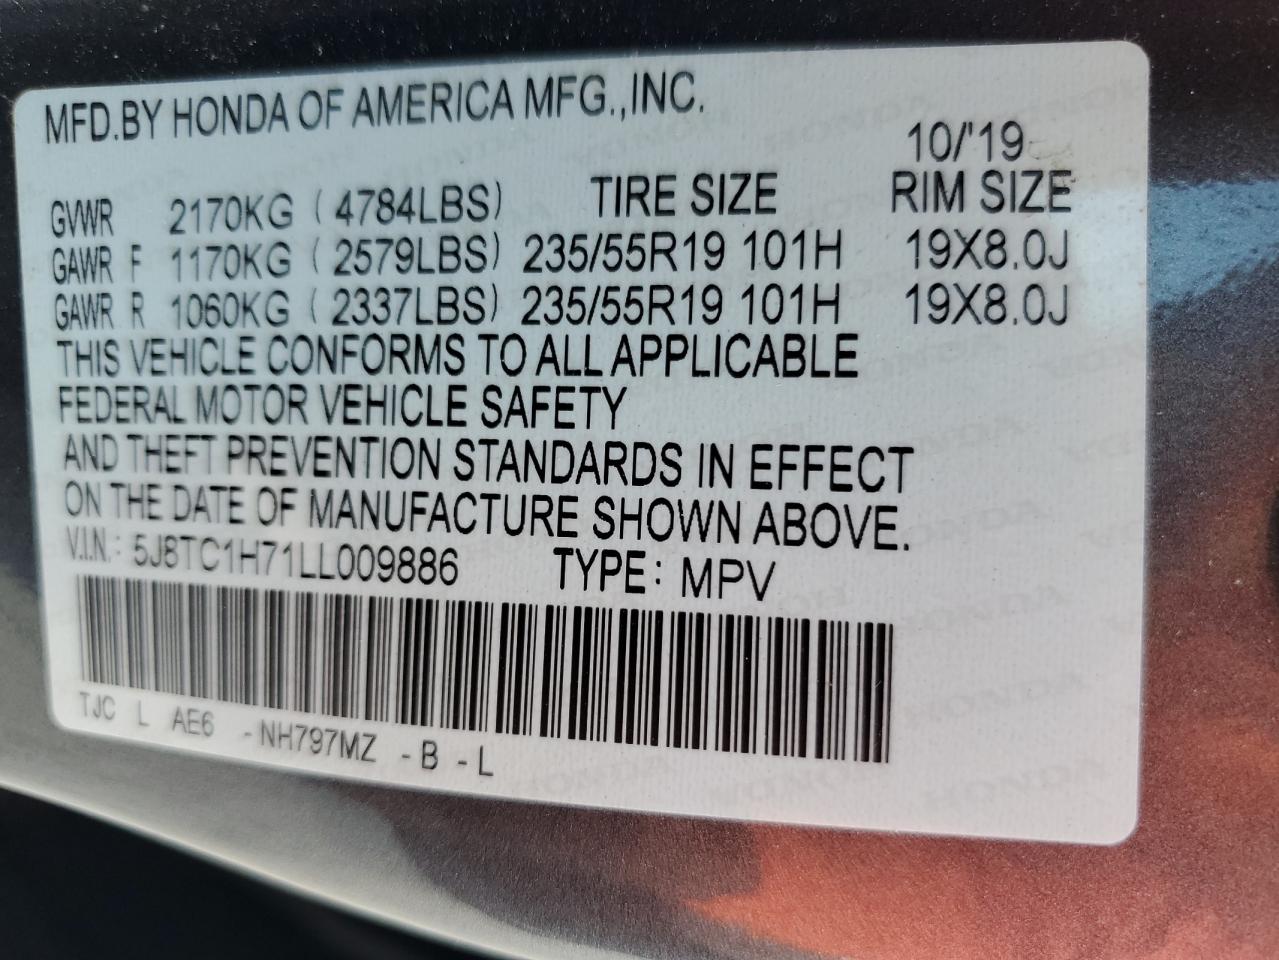 MFD.BY HONDA OF AMERICA MFG.,INC.
10/'19
GVWR 2170KG ( 4784LBS) TIRE SIZE RIM SIZE
GAWR F 1170KG ( 2579LBS) 235/55R19 101H 19X8.0J
GAWR R 1060KG ( 2337LBS) 235/55R19 101H 19X8.0J
THIS VEHICLE CONFORMS TO ALL APPLICABLE
FEDERAL MOTOR VEHICLE SAFETY
AND THEFT PREVENTION STANDARDS IN EFFECT
ON THE DATE OF MANUFACTURE SHOWN ABOVE.
V.I.N.: 5J8TC1H71LL009886 TYPE: MPV
TJC L AE6 -NH797MZ -B -L